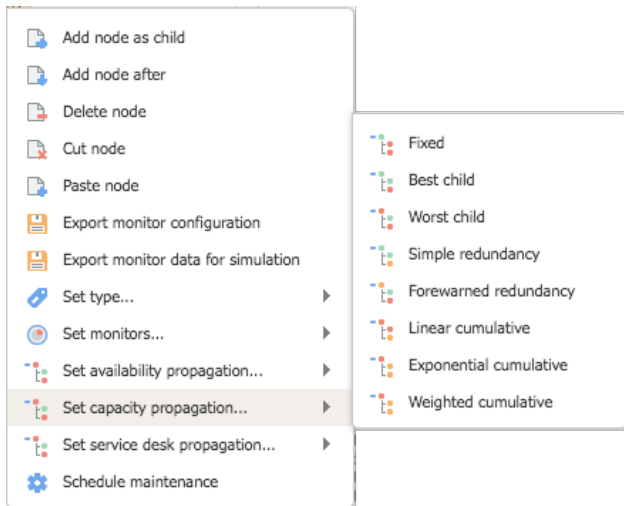 Add node as child
Add node after
Delete node
Cut node
Paste node
Export monitor configuration
Export monitor data for simulation
Set type...
Set monitors...
Set availability propagation...
Set capacity propagation...
Set service desk propagation...
Schedule maintenance
Fixed
Best child
Worst child
Simple redundancy
Forewarned redundancy
Linear cumulative
Exponential cumulative
Weighted cumulative